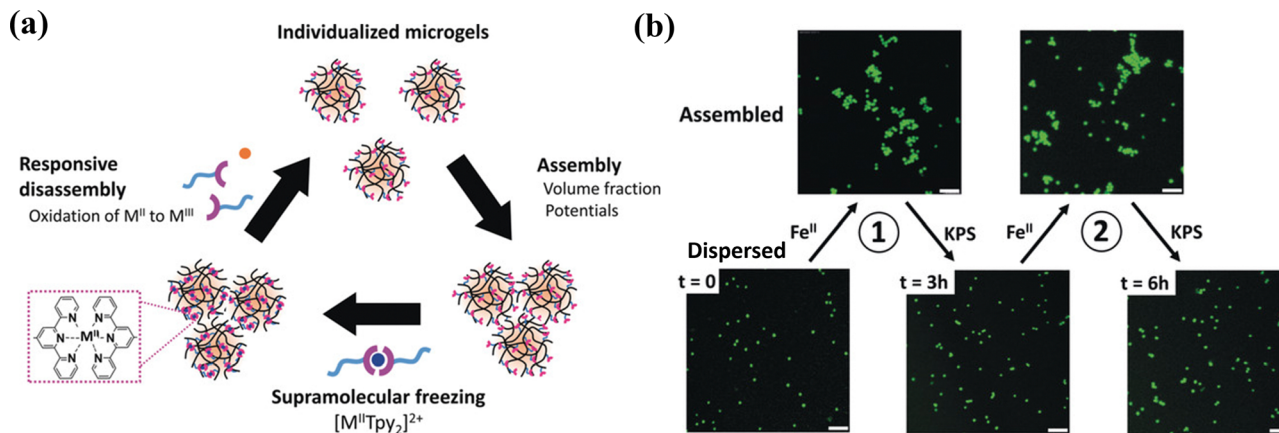 (a)
Individualized microgels
Responsive
disassembly
Oxidation of Mᴵᴵ to Mᴵᴵᴵ
Assembly
Volume fraction
Potentials
N
N
N
Mᴵᴵ
N
N
N
Supramolecular freezing
[MᴵᴵTpy₂]²⁺
(b)
Assembled
Feᴵᴵ
1
KPS
Feᴵᴵ
2
KPS
Dispersed
t = 0
t = 3h
t = 6h